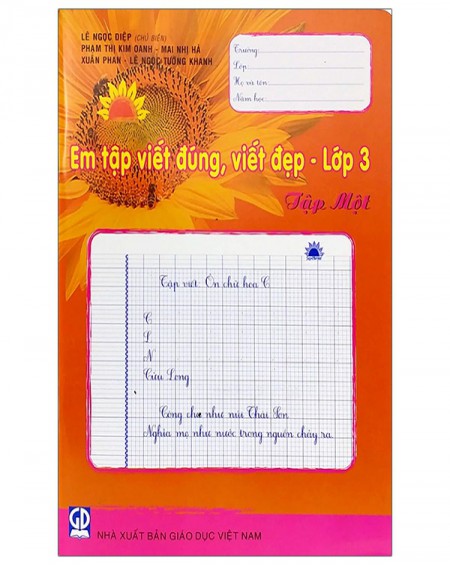 LÊ NGỌC DIỆP (CHỦ BIÊN)
PHẠM THỊ KIM OANH - MAI NHỊ HÀ
XUÂN PHAN - LÊ NGỌC TƯỜNG KHANH
Trường:
Lớp:
Họ và tên:
Năm học:
Em tập viết đúng, viết đẹp - Lớp 3
Tập Một
Tập viết: Ôn chữ hoa C
C
L
N
Cửu Long
Công cha như núi Thái Sơn
Nghĩa mẹ như nước trong nguồn chảy ra.
GD
NHÀ XUẤT BẢN GIÁO DỤC VIỆT NAM